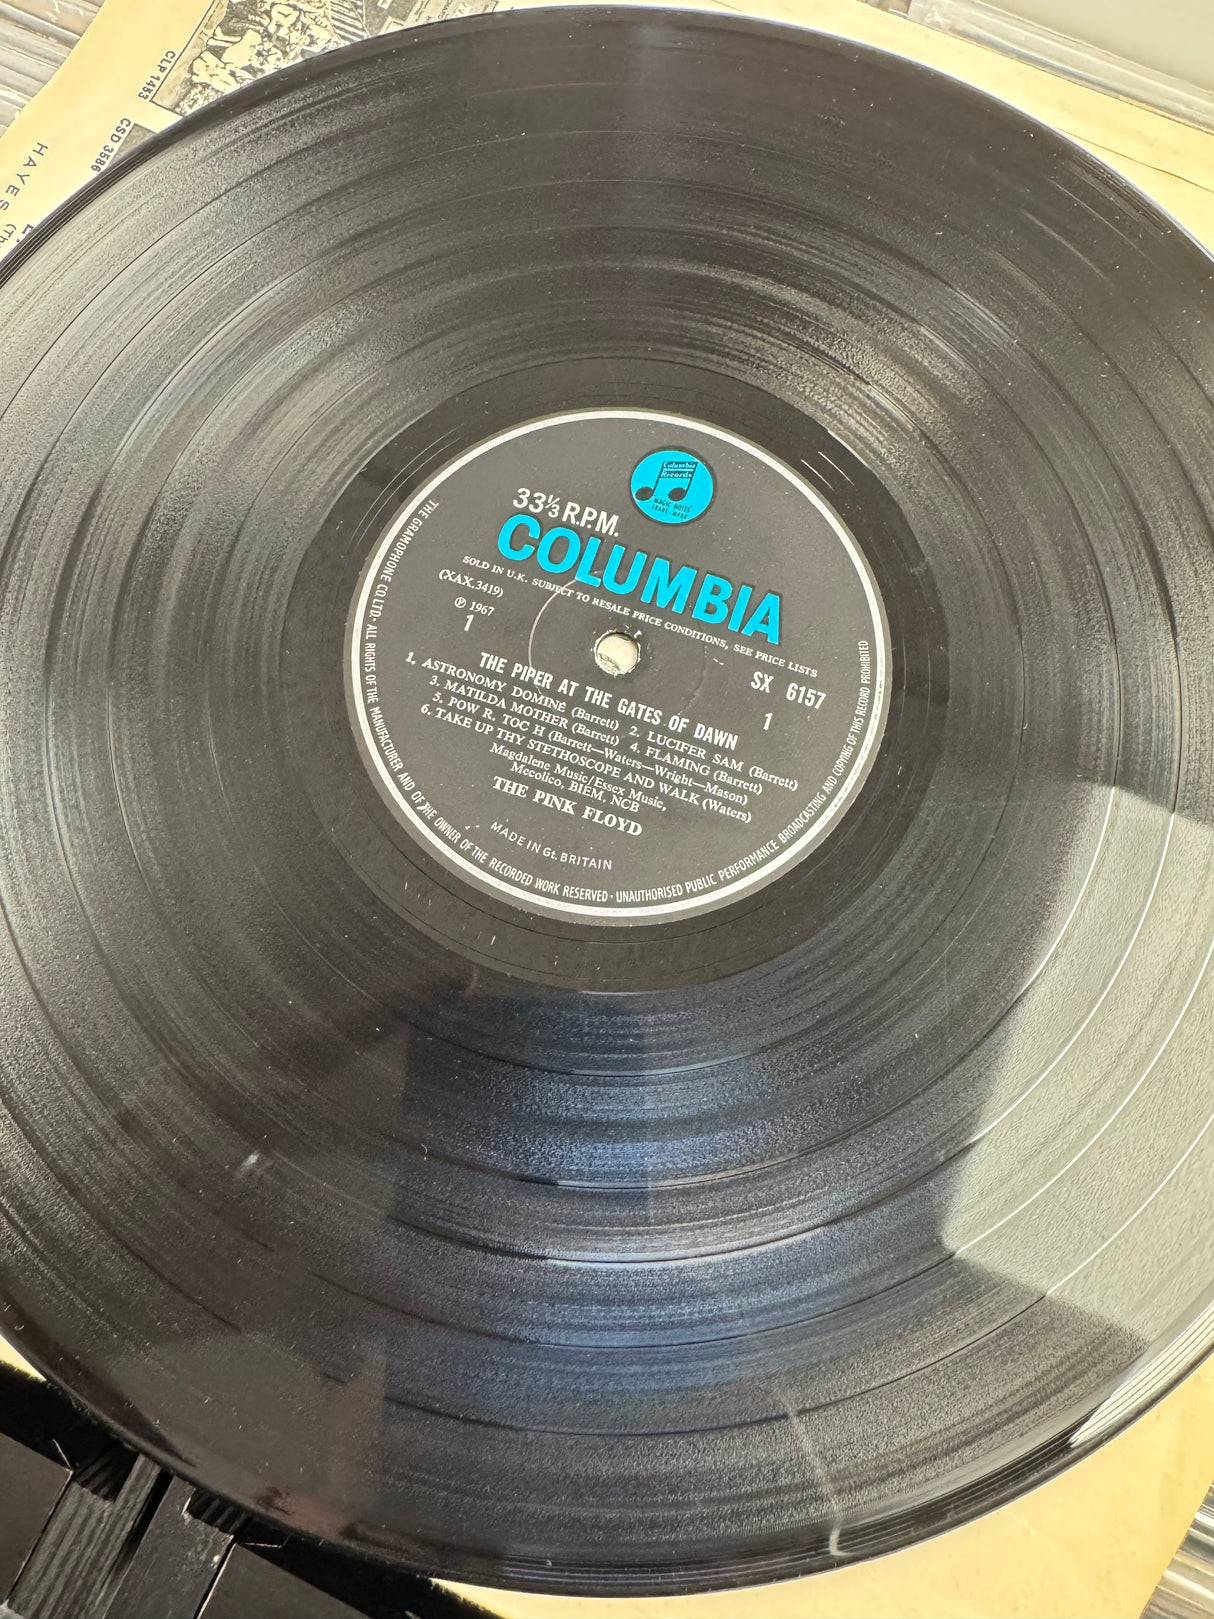 CLP 1483
CSD 3586
HAYES
Columbia
Records
MAGIC NOTES
TRADE MARK
33⅓ R.P.M.
COLUMBIA
SOLD IN U.K. SUBJECT TO RESALE PRICE CONDITIONS, SEE PRICE LISTS
(XAX.3419)
℗ 1967
1
SX 6157
1
THE PIPER AT THE GATES OF DAWN
1. ASTRONOMY DOMINE (Barrett) 2. LUCIFER SAM (Barrett)
3. MATILDA MOTHER (Barrett) 4. FLAMING (Barrett)
5. POW R. TOC H (Barrett—Waters—Wright—Mason)
6. TAKE UP THY STETHOSCOPE AND WALK (Waters)
Magdalene Music/Essex Music,
Mecolico, BIEM, NCB
THE PINK FLOYD
MADE IN Gt. BRITAIN
THE GRAMOPHONE CO LTD· ALL RIGHTS OF THE MANUFACTURER AND OF THE OWNER OF THE RECORDED WORK RESERVED · UNAUTHORISED PUBLIC PERFORMANCE BROADCASTING AND COPYING OF THIS RECORD PROHIBITED